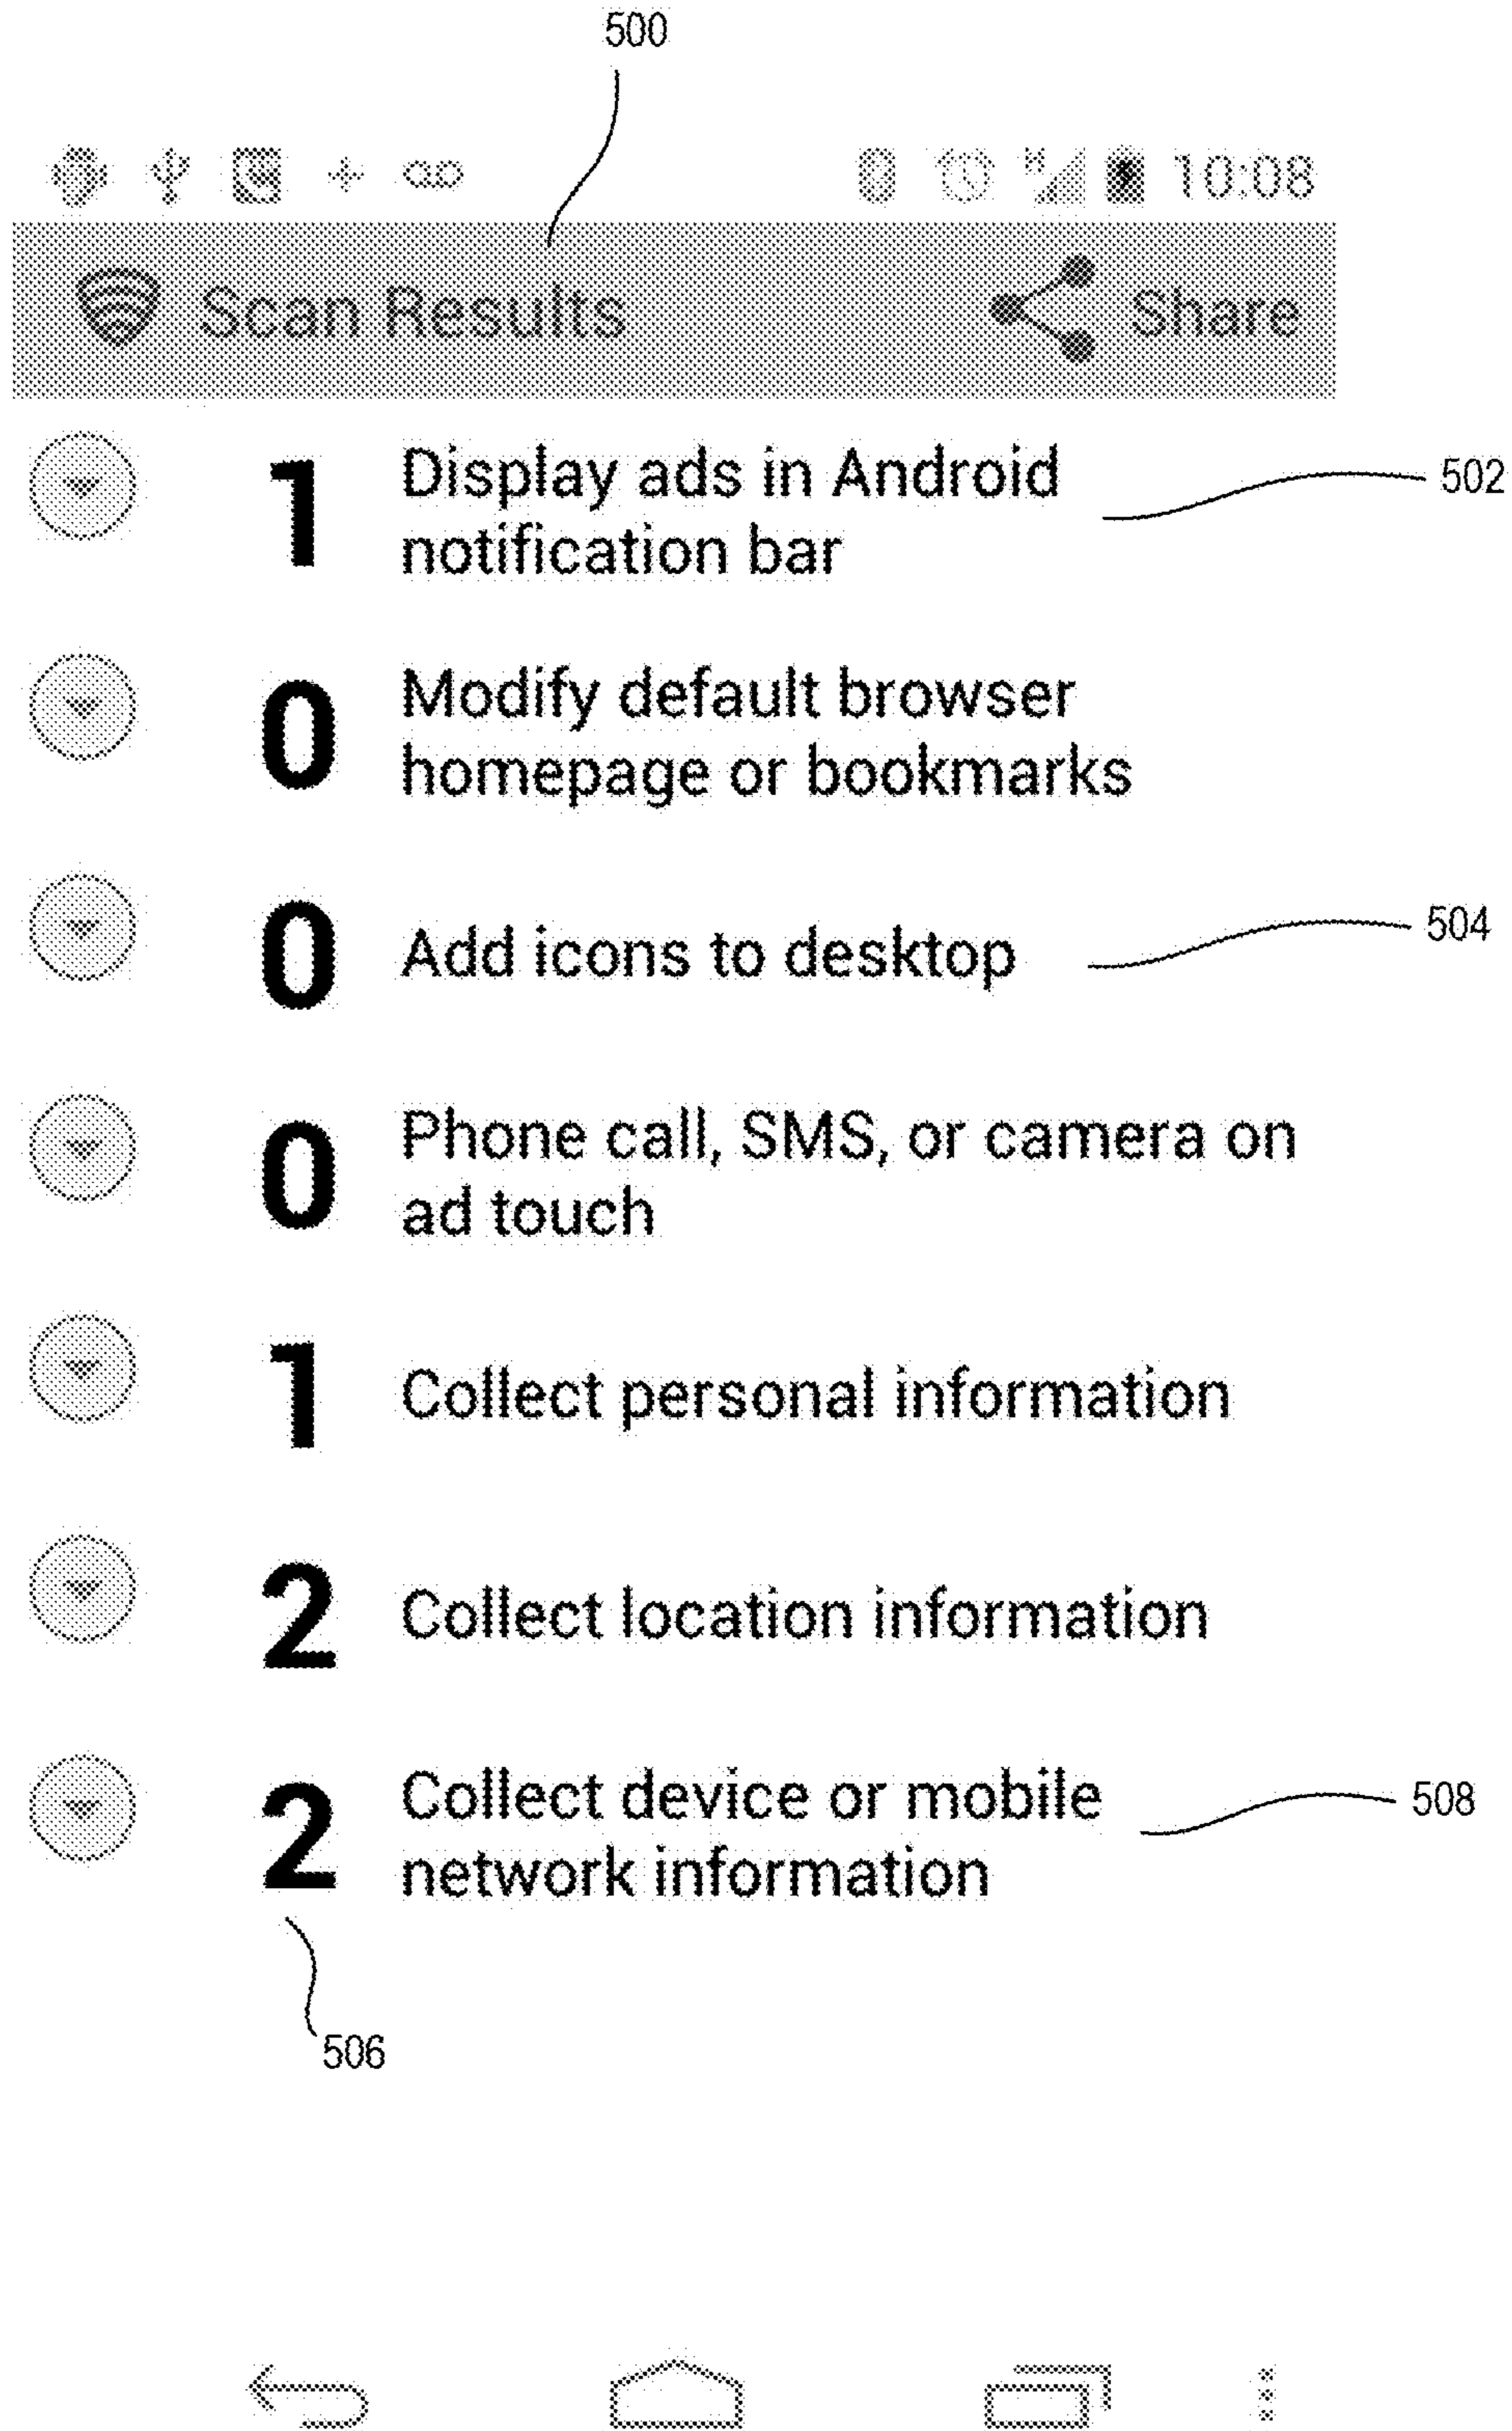 500
10:08
Scan Results
Share
1 Display ads in Android
notification bar
502
0 Modify default browser
homepage or bookmarks
0 Add icons to desktop
504
0 Phone call, SMS, or camera on
ad touch
1 Collect personal information
2 Collect location information
2 Collect device or mobile
network information
508
506